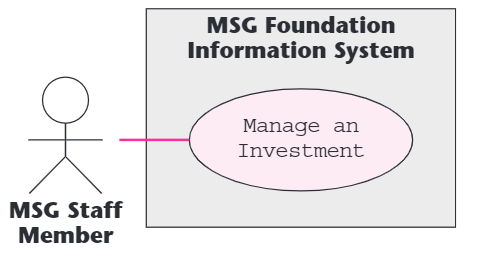 MSG Foundation
Information System
Manage an
Investment
MSG Staff
Member